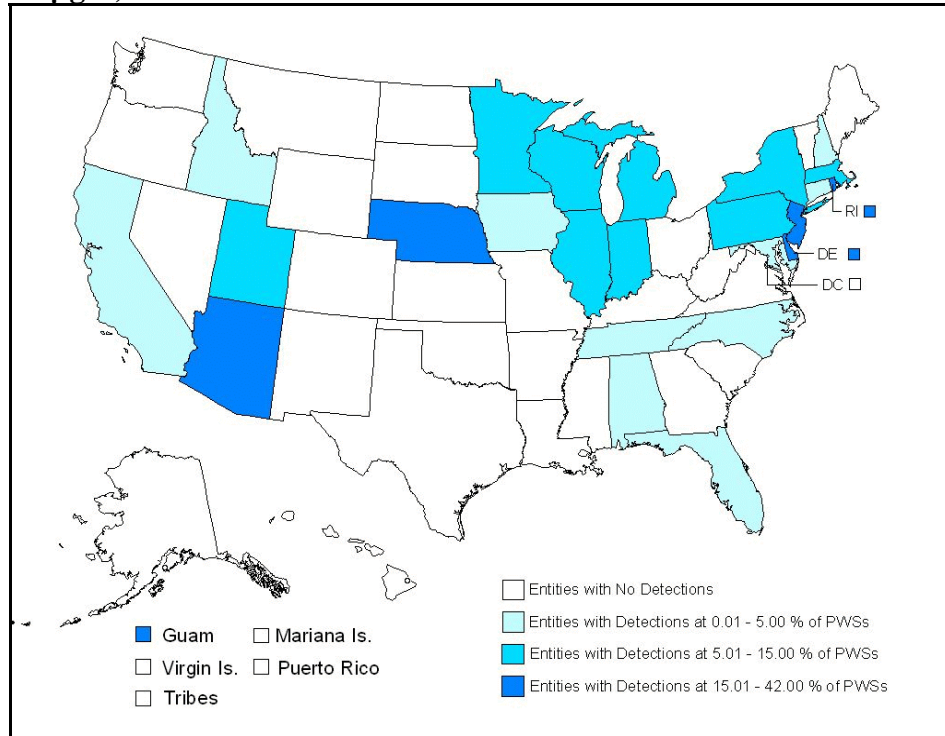 RI
DE
DC
Entities with No Detections
Entities with Detections at 0.01 - 5.00 % of PWSs
Entities with Detections at 5.01 - 15.00 % of PWSs
Entities with Detections at 15.01 - 42.00 % of PWSs
Guam Mariana Is.
Virgin Is. Puerto Rico
Tribes